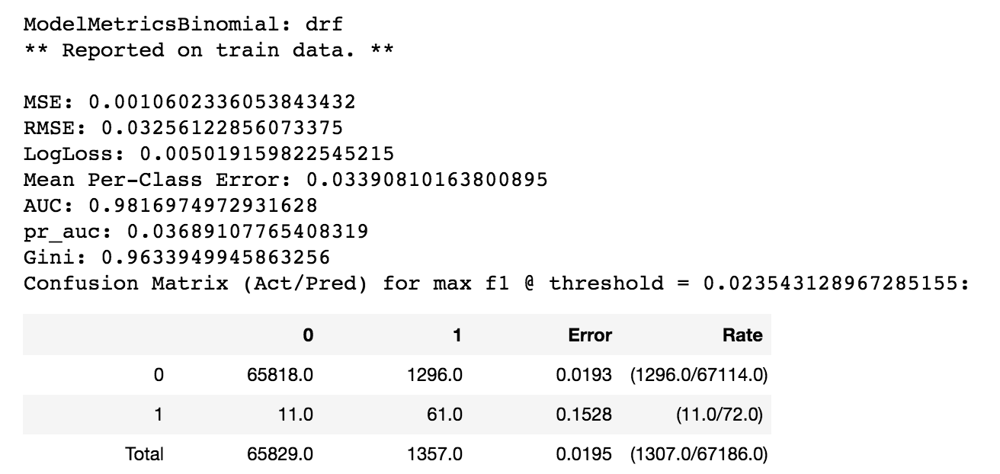 ModelMetricsBinomial: drf
** Reported on train data. **
MSE: 0.0010602336053843432
RMSE: 0.03256122856073375
LogLoss: 0.005019159822545215
Mean Per-Class Error: 0.03390810163800895
AUC: 0.9816974972931628
pr_auc: 0.03689107765408319
Gini: 0.9633949945863256
Confusion Matrix (Act/Pred) for max f1 @ threshold = 0.023543128967285155:
0 1 Error Rate
0 65818.0 1296.0 0.0193 (1296.0/67114.0)
1 11.0 61.0 0.1528 (11.0/72.0)
Total 65829.0 1357.0 0.0195 (1307.0/67186.0)